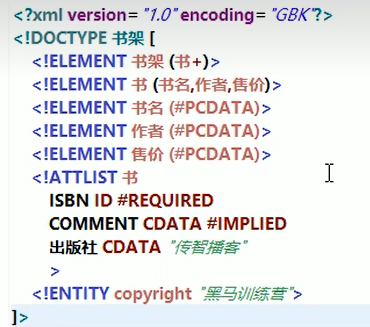 <?xml version= "1.0" encoding= "GBK"?>
<!DOCTYPE 书架 [
<!ELEMENT 书架 (书+)>
<!ELEMENT 书 (书名,作者,售价)>
<!ELEMENT 书名 (#PCDATA)>
<!ELEMENT 作者 (#PCDATA)>
<!ELEMENT 售价 (#PCDATA)>
<!ATTLIST 书
ISBN ID #REQUIRED
COMMENT CDATA #IMPLIED
出版社 CDATA "传智播客"
>
<!ENTITY copyright "黑马训练营">
]>